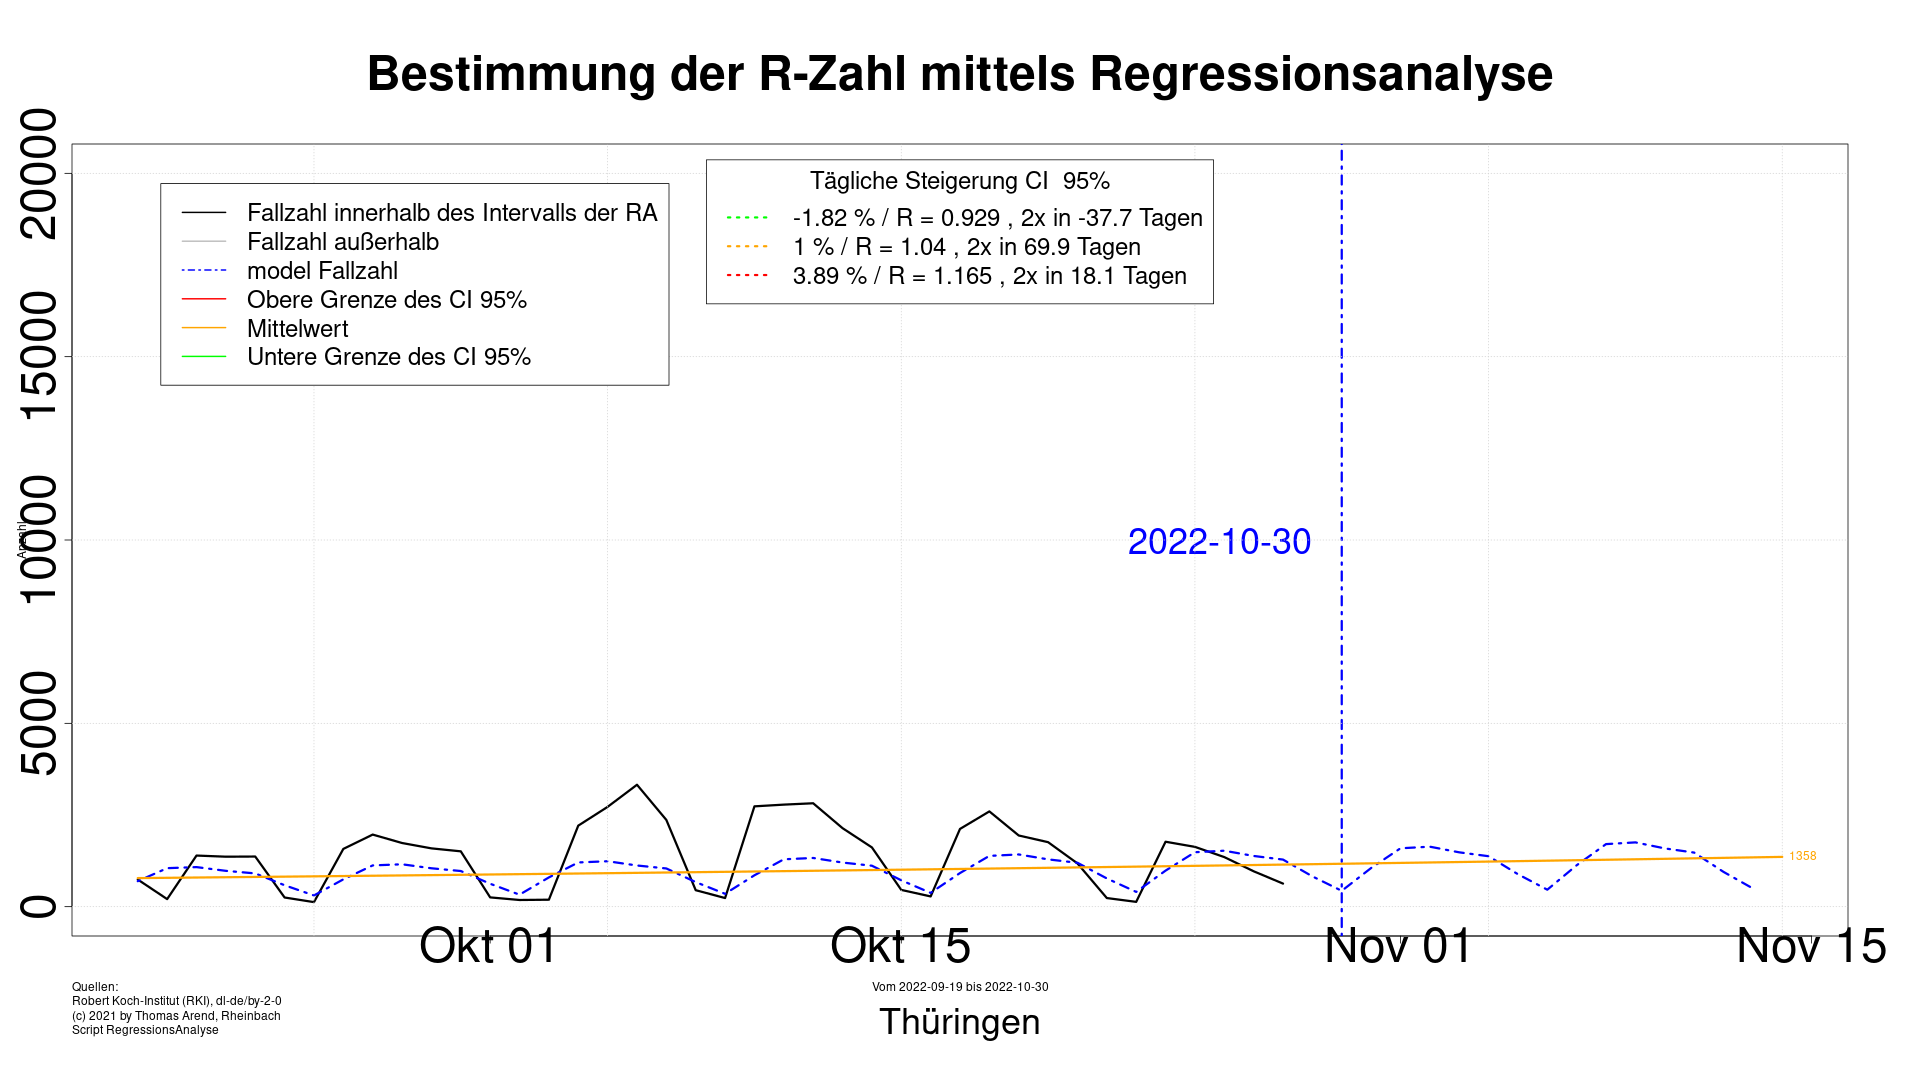 Bestimmung der R-Zahl mittels Regressionsanalyse
20000
15000
10000
5000
0
Anzahl
Fallzahl innerhalb des Intervalls der RA
Fallzahl außerhalb
model Fallzahl
Obere Grenze des CI 95%
Mittelwert
Untere Grenze des CI 95%
Tägliche Steigerung CI 95%
-1.82 % / R = 0.929 , 2x in -37.7 Tagen
1 % / R = 1.04 , 2x in 69.9 Tagen
3.89 % / R = 1.165 , 2x in 18.1 Tagen
2022-10-30
1358
Okt 01
Okt 15
Nov 01
Nov 15
Quellen:
Robert Koch-Institut (RKI), dl-de/by-2-0
(c) 2021 by Thomas Arend, Rheinbach
Script RegressionsAnalyse
Vom 2022-09-19 bis 2022-10-30
Thüringen